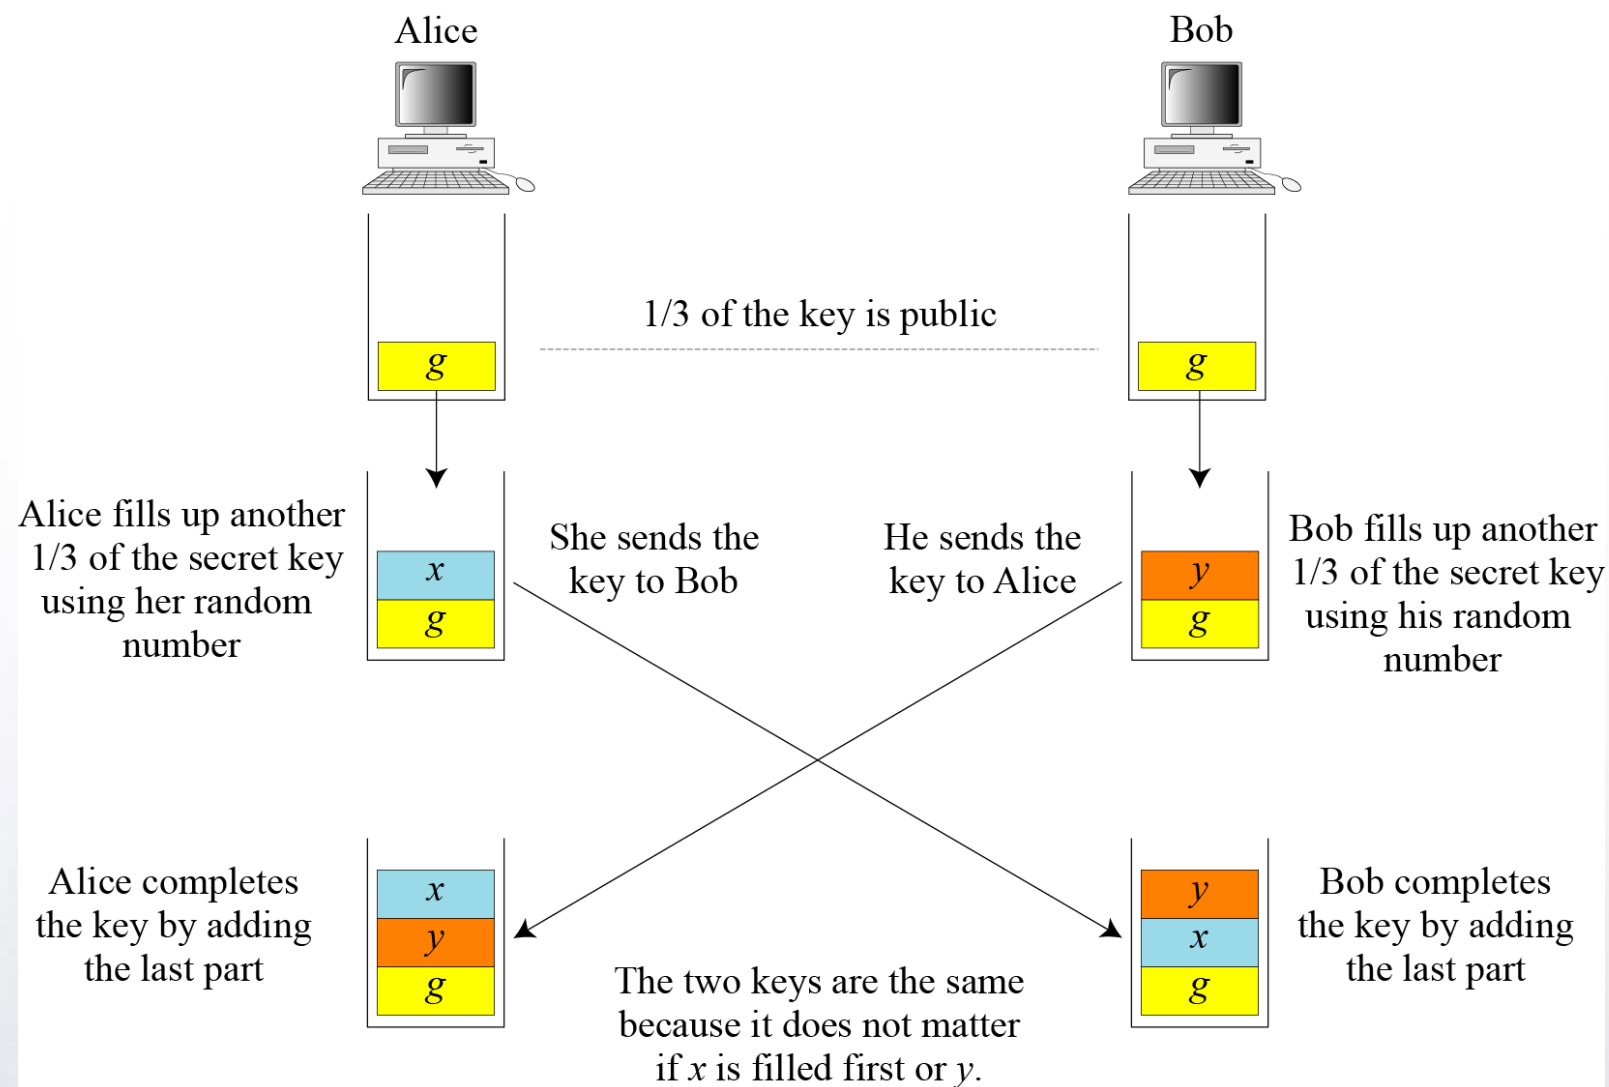 Alice
Bob
1/3 of the key is public
g
g
Alice fills up another
1/3 of the secret key
using her random
number
x
g
She sends the
key to Bob
He sends the
key to Alice
y
g
Bob fills up another
1/3 of the secret key
using his random
number
Alice completes
the key by adding
the last part
x
y
g
The two keys are the same
because it does not matter
if x is filled first or y.
y
x
g
Bob completes
the key by adding
the last part